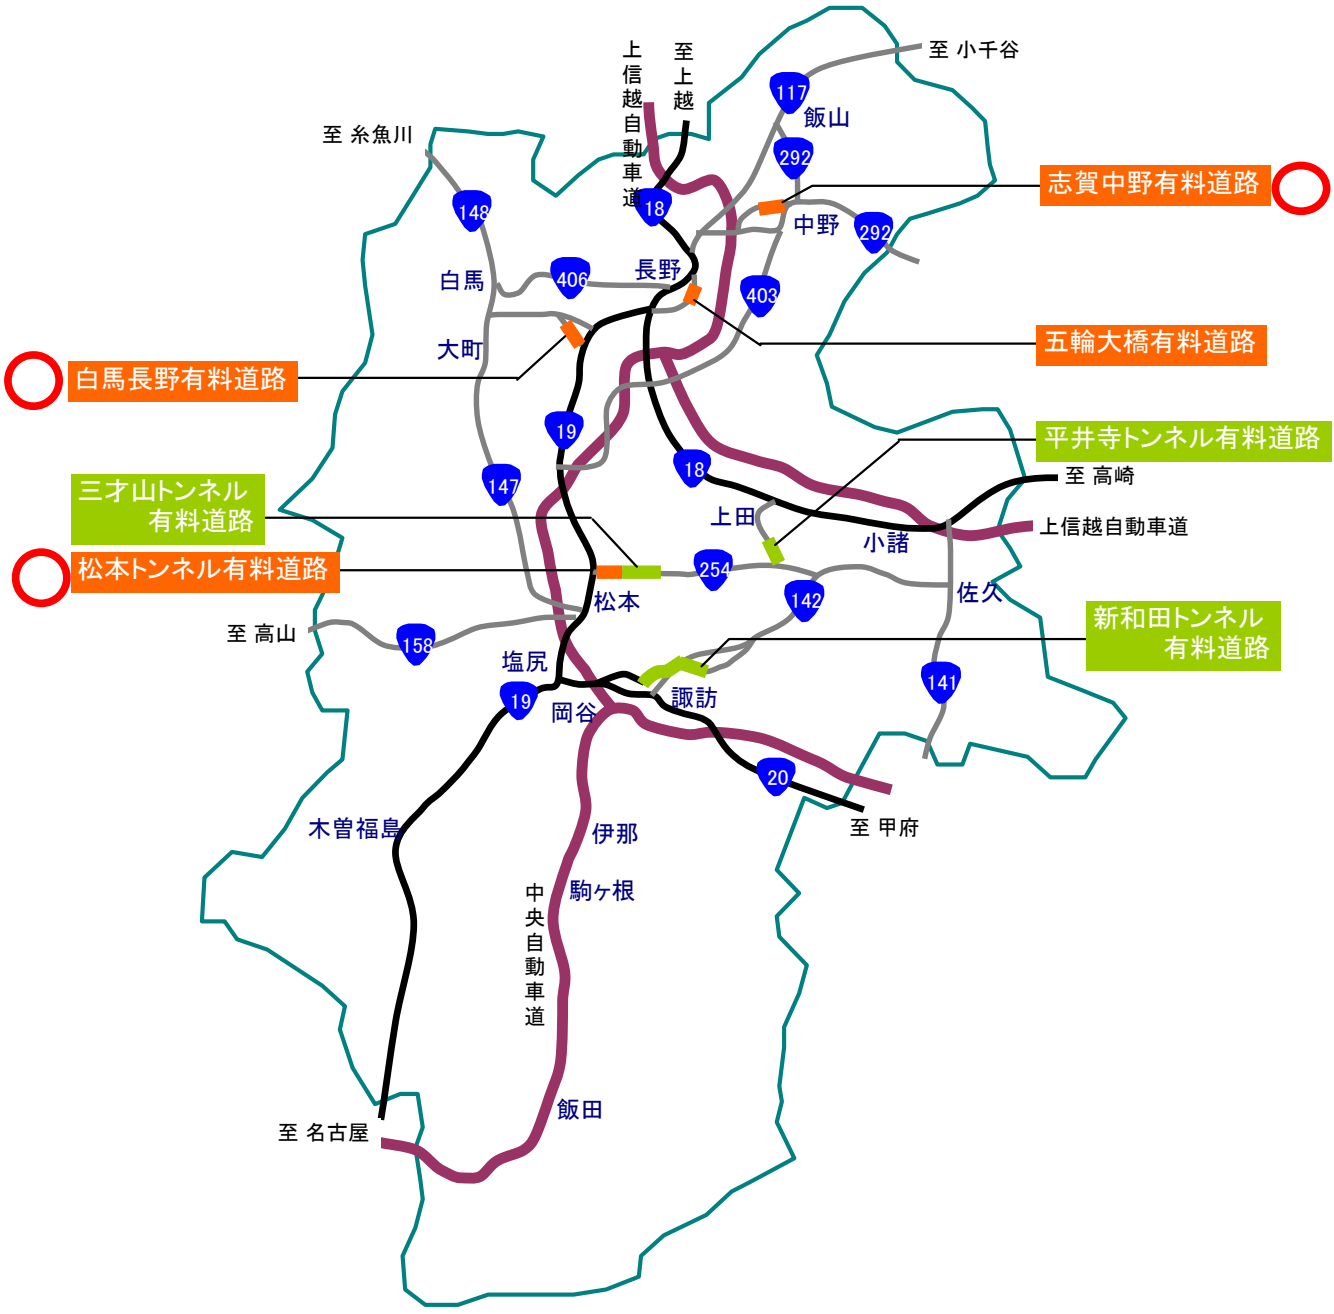 上信越自動車道
至上越
至 小千谷
117
飯山
至 糸魚川
292
志賀中野有料道路
148
18
中野
292
長野
白馬
406
403
大町
五輪大橋有料道路
白馬長野有料道路
19
平井寺トンネル有料道路
18
至 高崎
147
三才山トンネル
有料道路
上田
小諸
上信越自動車道
松本トンネル有料道路
254
佐久
松本
142
新和田トンネル
有料道路
至 高山
158
塩尻
141
19
諏訪
岡谷
20
木曽福島
伊那
至 甲府
駒ヶ根
中央自動車道
飯田
至 名古屋